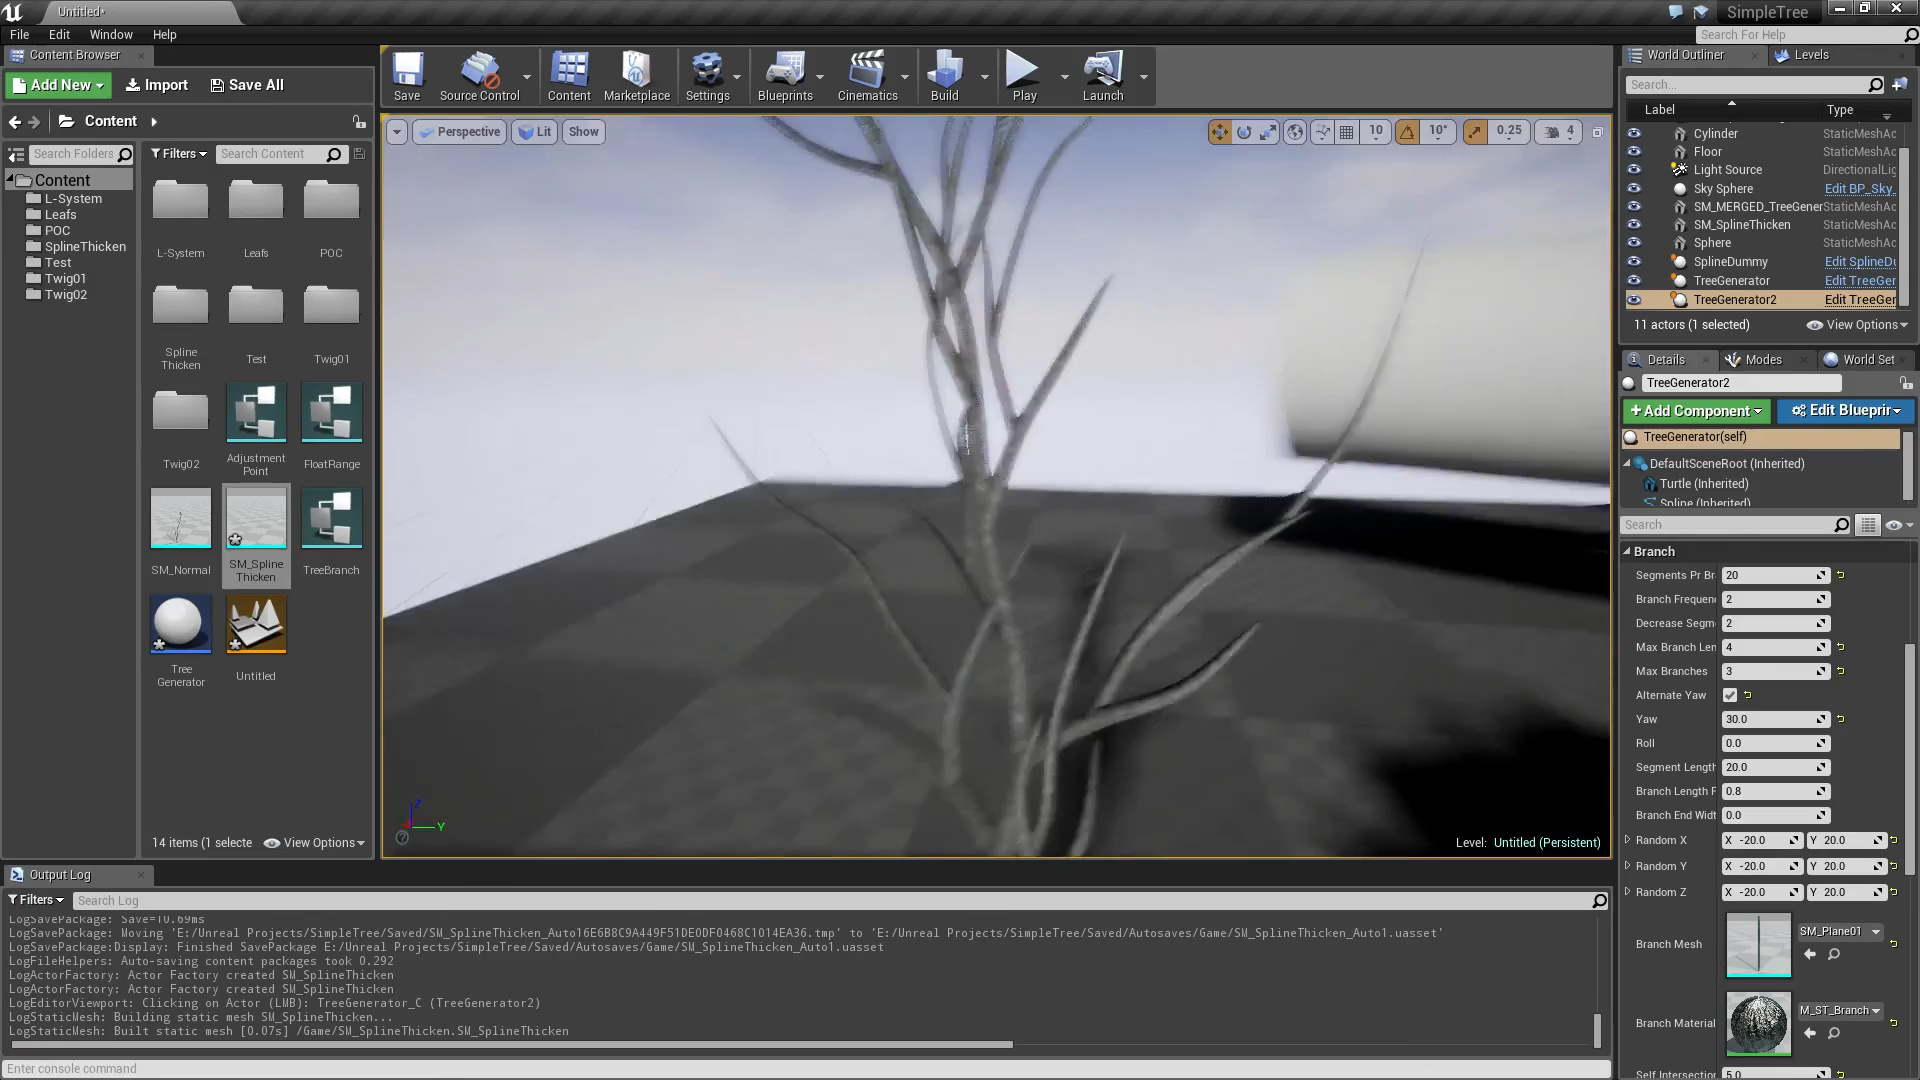 Untitled*
SimpleTree
File Edit Window Help
Search For Help
Content Browser
Add New
Import
Save All
Content
Search Folders
Filters
Search Content
Content
L-System
Leafs
POC
SplineThicken
Test
Twig01
Twig02
L-System
Leafs
POC
Spline Thicken
Test
Twig01
Twig02
Adjustment Point
FloatRange
SM_Normal
SM_Spline Thicken
TreeBranch
Tree Generator
Untitled
14 items (1 selecte
View Options
Save
Source Control
Content
Marketplace
Settings
Blueprints
Cinematics
Build
Play
Launch
Perspective
Lit
Show
10
10°
0.25
4
Z
Y
Level: Untitled (Persistent)
World Outliner
Levels
Search...
Label Type
Cylinder StaticMeshAc
Floor StaticMeshAc
Light Source DirectionalLig
Sky Sphere Edit BP_Sky_
SM_MERGED_TreeGener StaticMeshAc
SM_SplineThicken StaticMeshAc
Sphere StaticMeshAc
SplineDummy Edit SplineDu
TreeGenerator Edit TreeGer
TreeGenerator2 Edit TreeGer
11 actors (1 selected)
View Options
Details
Modes
World Set
TreeGenerator2
+Add Component
Edit Blueprin
TreeGenerator(self)
DefaultSceneRoot (Inherited)
Turtle (Inherited)
Spline (Inherited)
Search
Branch
Segments Pr Br 20
Branch Frequen 2
Decrease Segm 2
Max Branch Len 4
Max Branches 3
Alternate Yaw
Yaw 30.0
Roll 0.0
Segment Length 20.0
Branch Length F 0.8
Branch End Widt 0.0
Random X X -20.0 Y 20.0
Random Y X -20.0 Y 20.0
Random Z X -20.0 Y 20.0
Branch Mesh SM_Plane01
Branch Material M_ST_Branch
Self Intersection 5.0
Output Log
Filters
Search Log
LogSavePackage: Save=10.69ms
LogSavePackage: Moving 'E:/Unreal Projects/SimpleTree/Saved/SM_SplineThicken_Auto16E6B8C9A449F51DE0DF0468C1014EA36.tmp' to 'E:/Unreal Projects/SimpleTree/Saved/Autosaves/Game/SM_SplineThicken_Auto1.uasset'
LogSavePackage:Display: Finished SavePackage E:/Unreal Projects/SimpleTree/Saved/Autosaves/Game/SM_SplineThicken_Auto1.uasset
LogFileHelpers: Auto-saving content packages took 0.292
LogActorFactory: Actor Factory created SM_SplineThicken
LogActorFactory: Actor Factory created SM_SplineThicken
LogEditorViewport: Clicking on Actor (LMB): TreeGenerator_C (TreeGenerator2)
LogStaticMesh: Building static mesh SM_SplineThicken...
LogStaticMesh: Built static mesh [0.07s] /Game/SM_SplineThicken.SM_SplineThicken
Enter console command